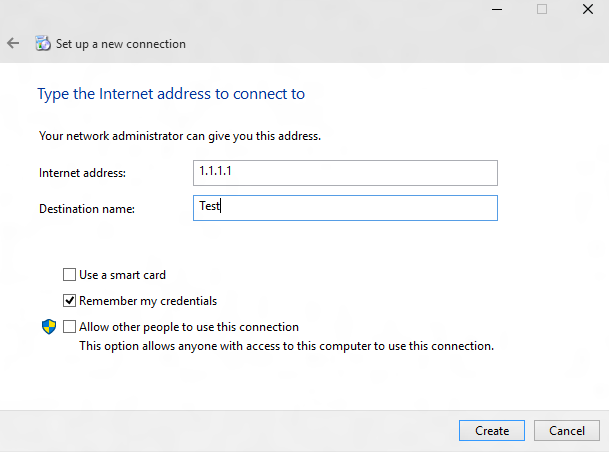 Set up a new connection
Type the Internet address to connect to
Your network administrator can give you this address.
Internet address: 1.1.1.1
Destination name: Test
Use a smart card
Remember my credentials
Allow other people to use this connection
This option allows anyone with access to this computer to use this connection.
Create Cancel